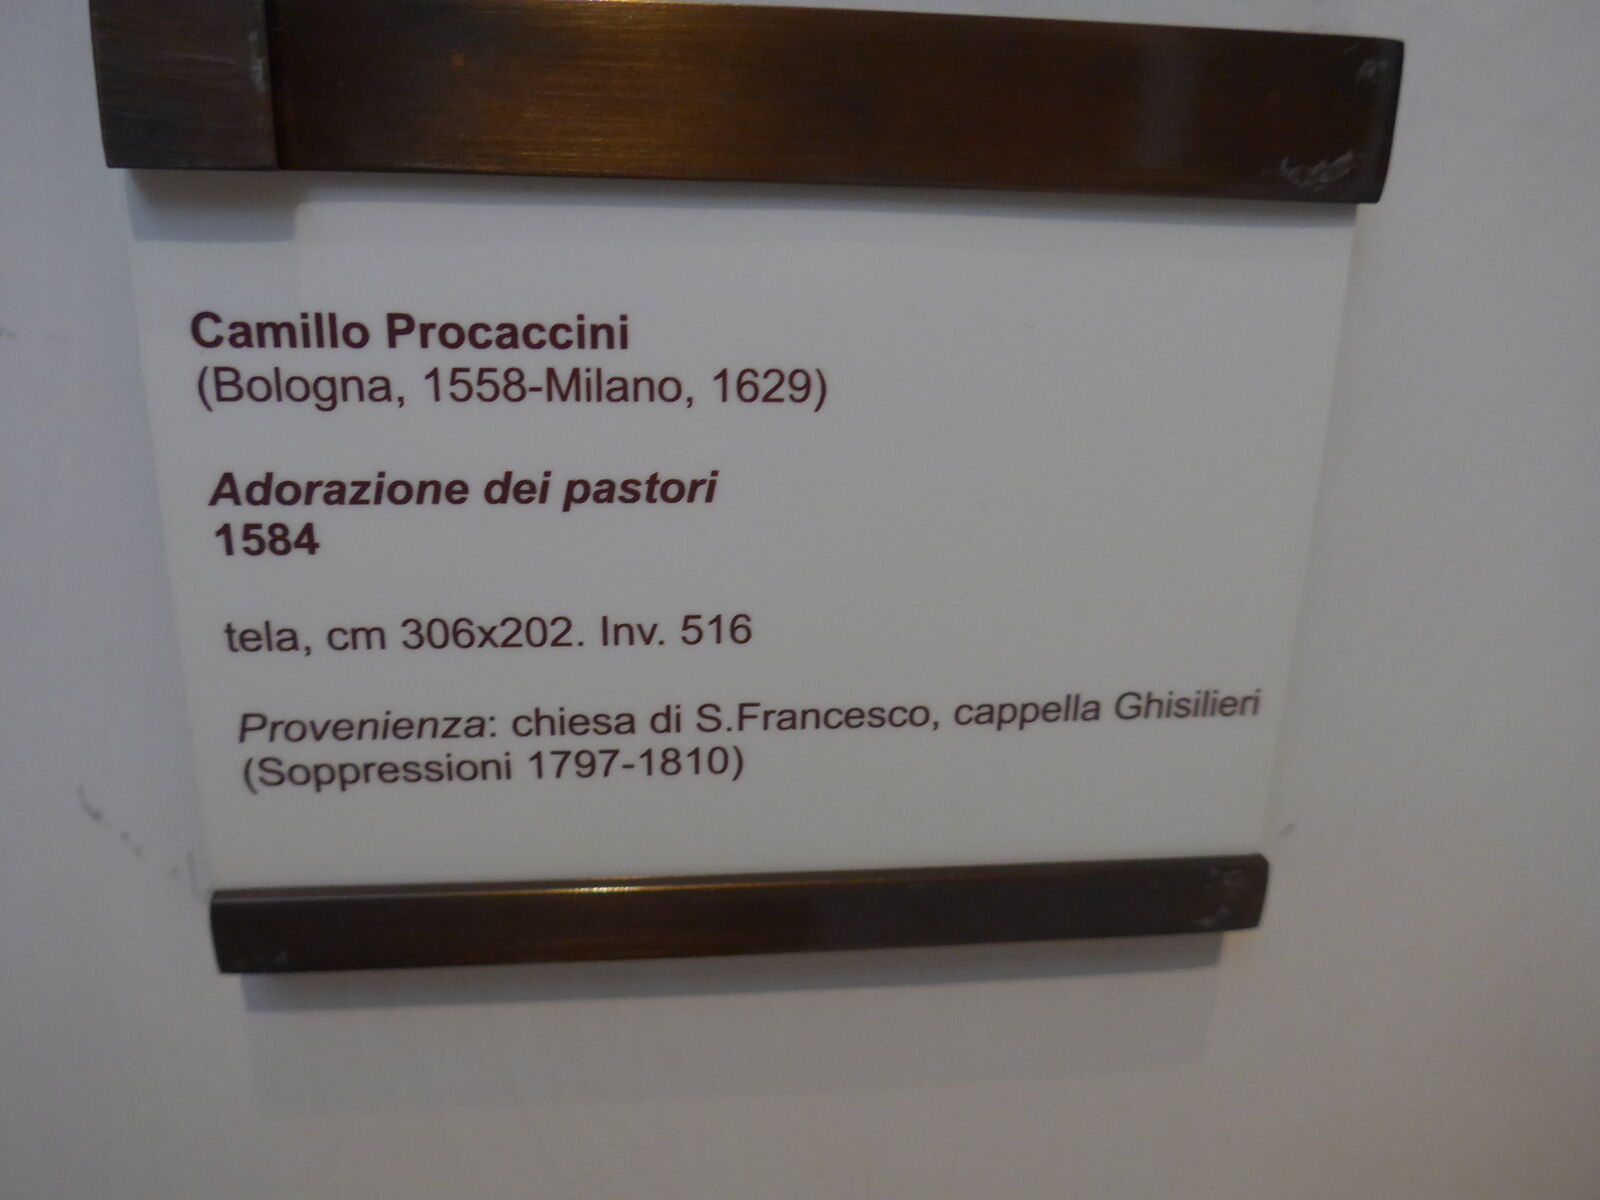 Camillo Procaccini
(Bologna, 1558-Milano, 1629)
Adorazione dei pastori
1584
tela, cm 306x202. Inv. 516
Provenienza: chiesa di S.Francesco, cappella Ghisilieri
(Soppressioni 1797-1810)